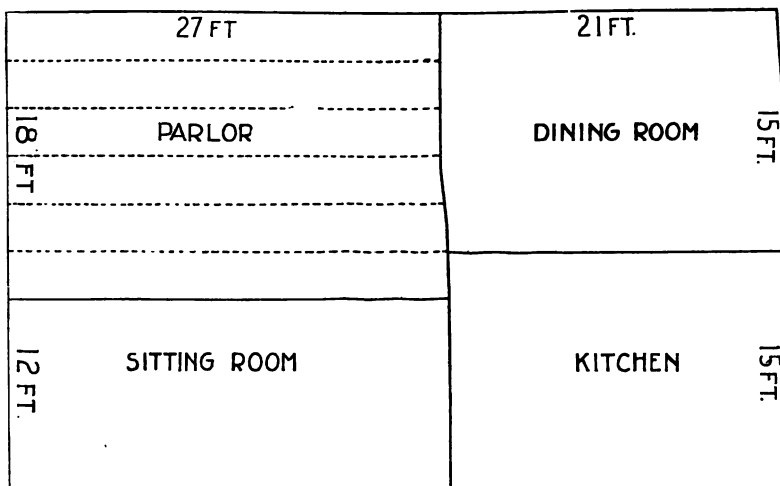 27 FT
21 FT.
18 FT
PARLOR
DINING ROOM
15 FT.
12 FT.
SITTING ROOM
KITCHEN
15 FT.